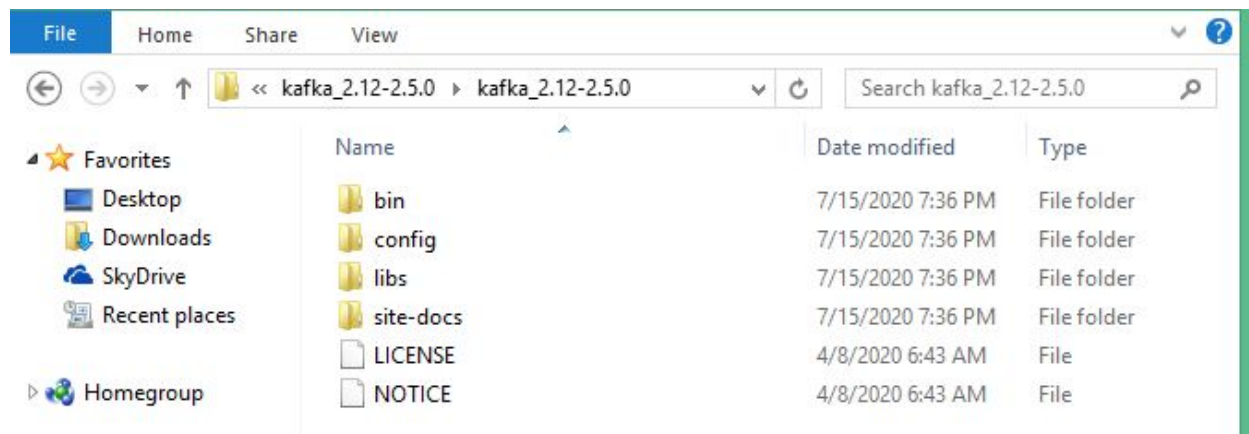 File Home Share View
« kafka_2.12-2.5.0 kafka_2.12-2.5.0 Search kafka_2.12-2.5.0
Favorites
Desktop
Downloads
SkyDrive
Recent places
Homegroup
Name Date modified Type
bin 7/15/2020 7:36 PM File folder
config 7/15/2020 7:36 PM File folder
libs 7/15/2020 7:36 PM File folder
site-docs 7/15/2020 7:36 PM File folder
LICENSE 4/8/2020 6:43 AM File
NOTICE 4/8/2020 6:43 AM File